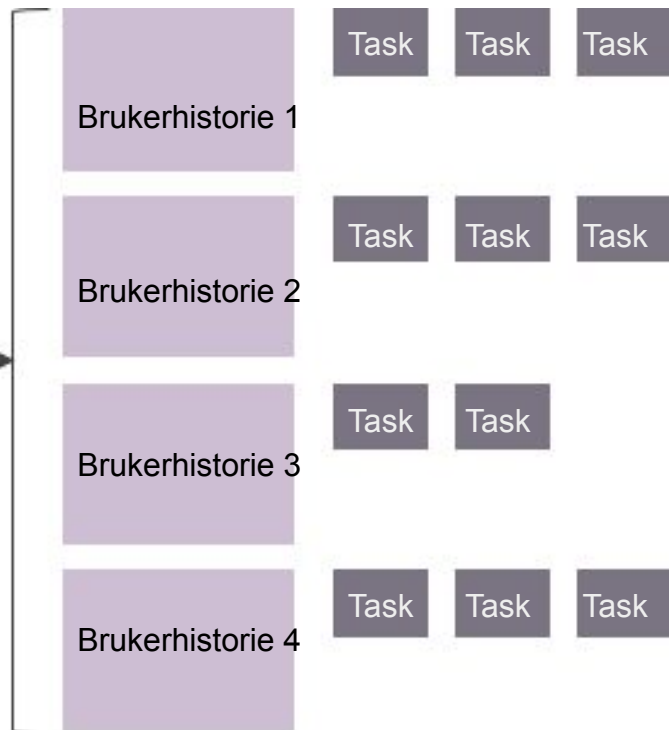 Task Task Task
Brukerhistorie 1
Task Task Task
Brukerhistorie 2
Task Task
Brukerhistorie 3
Task Task Task
Brukerhistorie 4